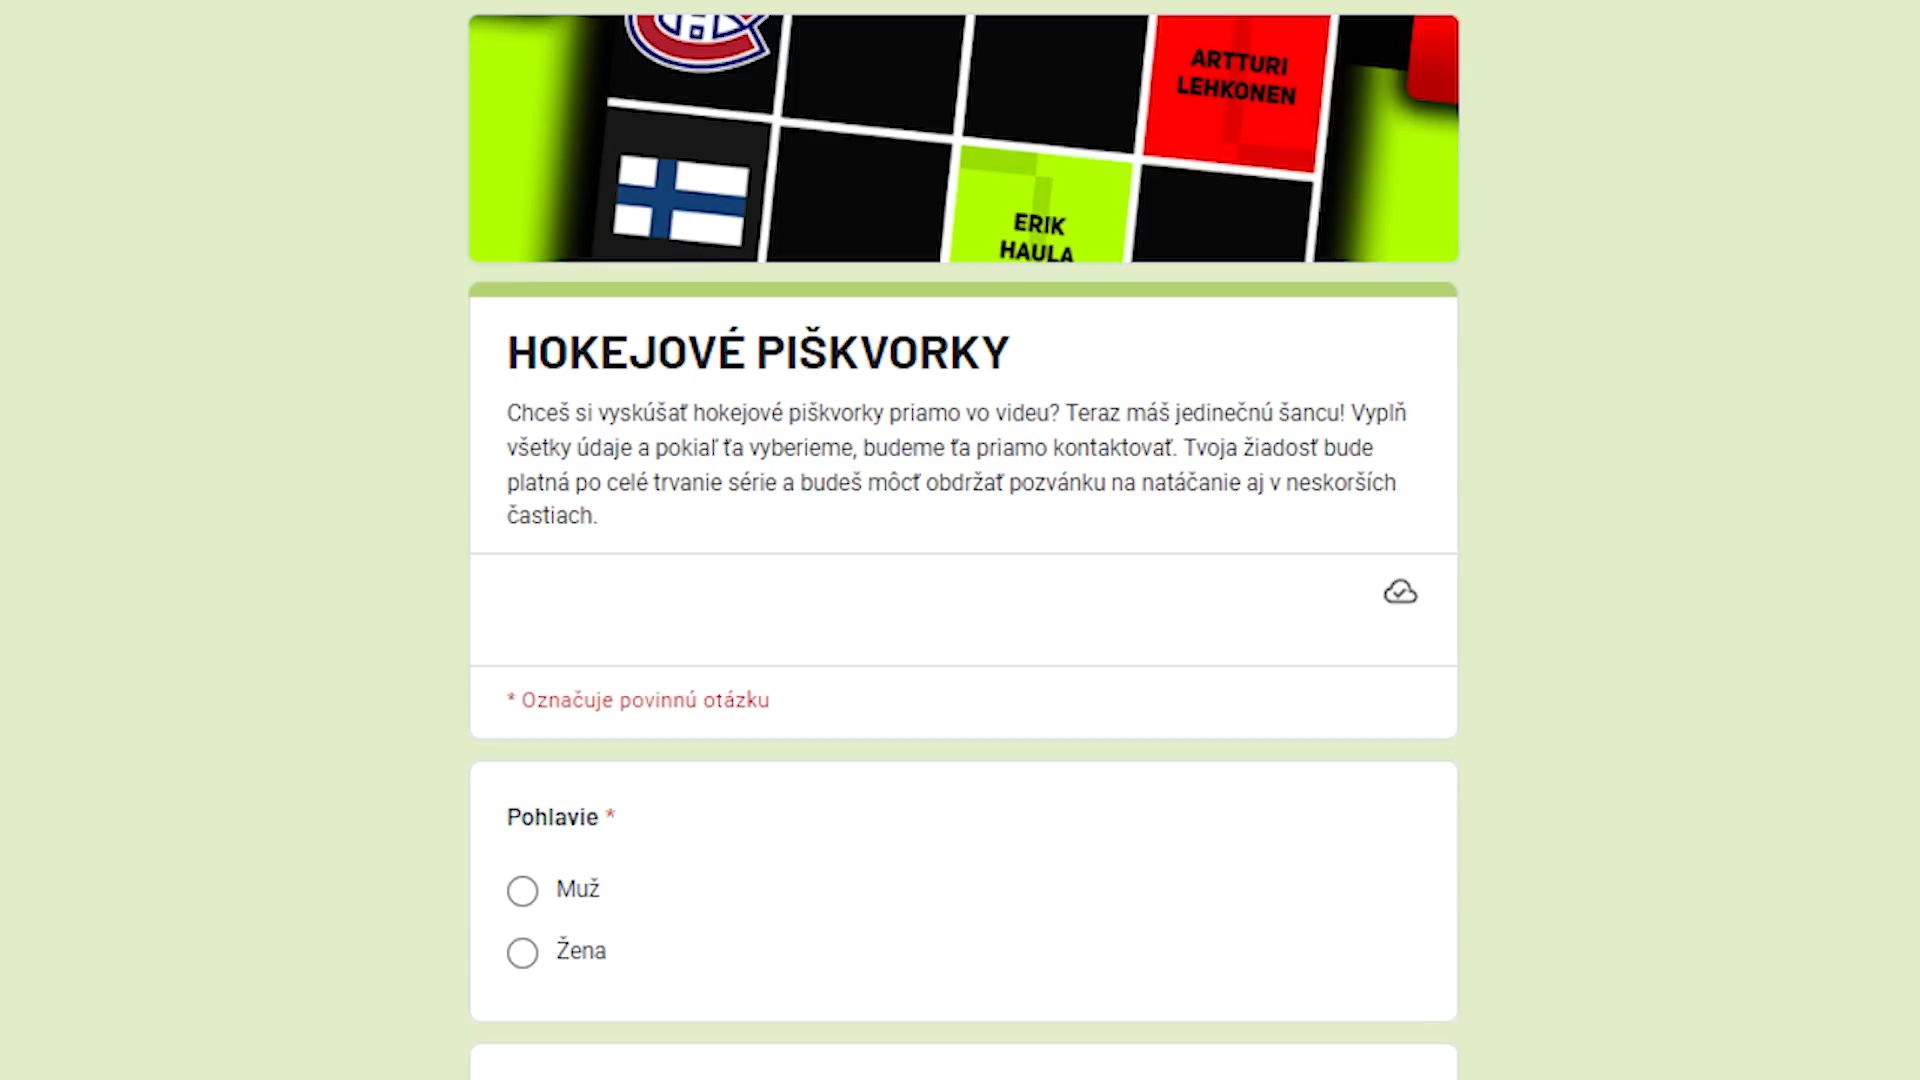 ARTTURI
LEHKONEN
ERIK
HAULA
HOKEJOVÉ PIŠKVORKY
Chceš si vyskúšať hokejové piškvorky priamo vo videu? Teraz máš jedinečnú šancu! Vyplň
všetky údaje a pokiaľ ťa vyberieme, budeme ťa priamo kontaktovať. Tvoja žiadosť bude
platná po celé trvanie série a budeš môcť obdržať pozvánku na natáčanie aj v neskorších
častiach.
* Označuje povinnú otázku
Pohlavie *
Muž
Žena